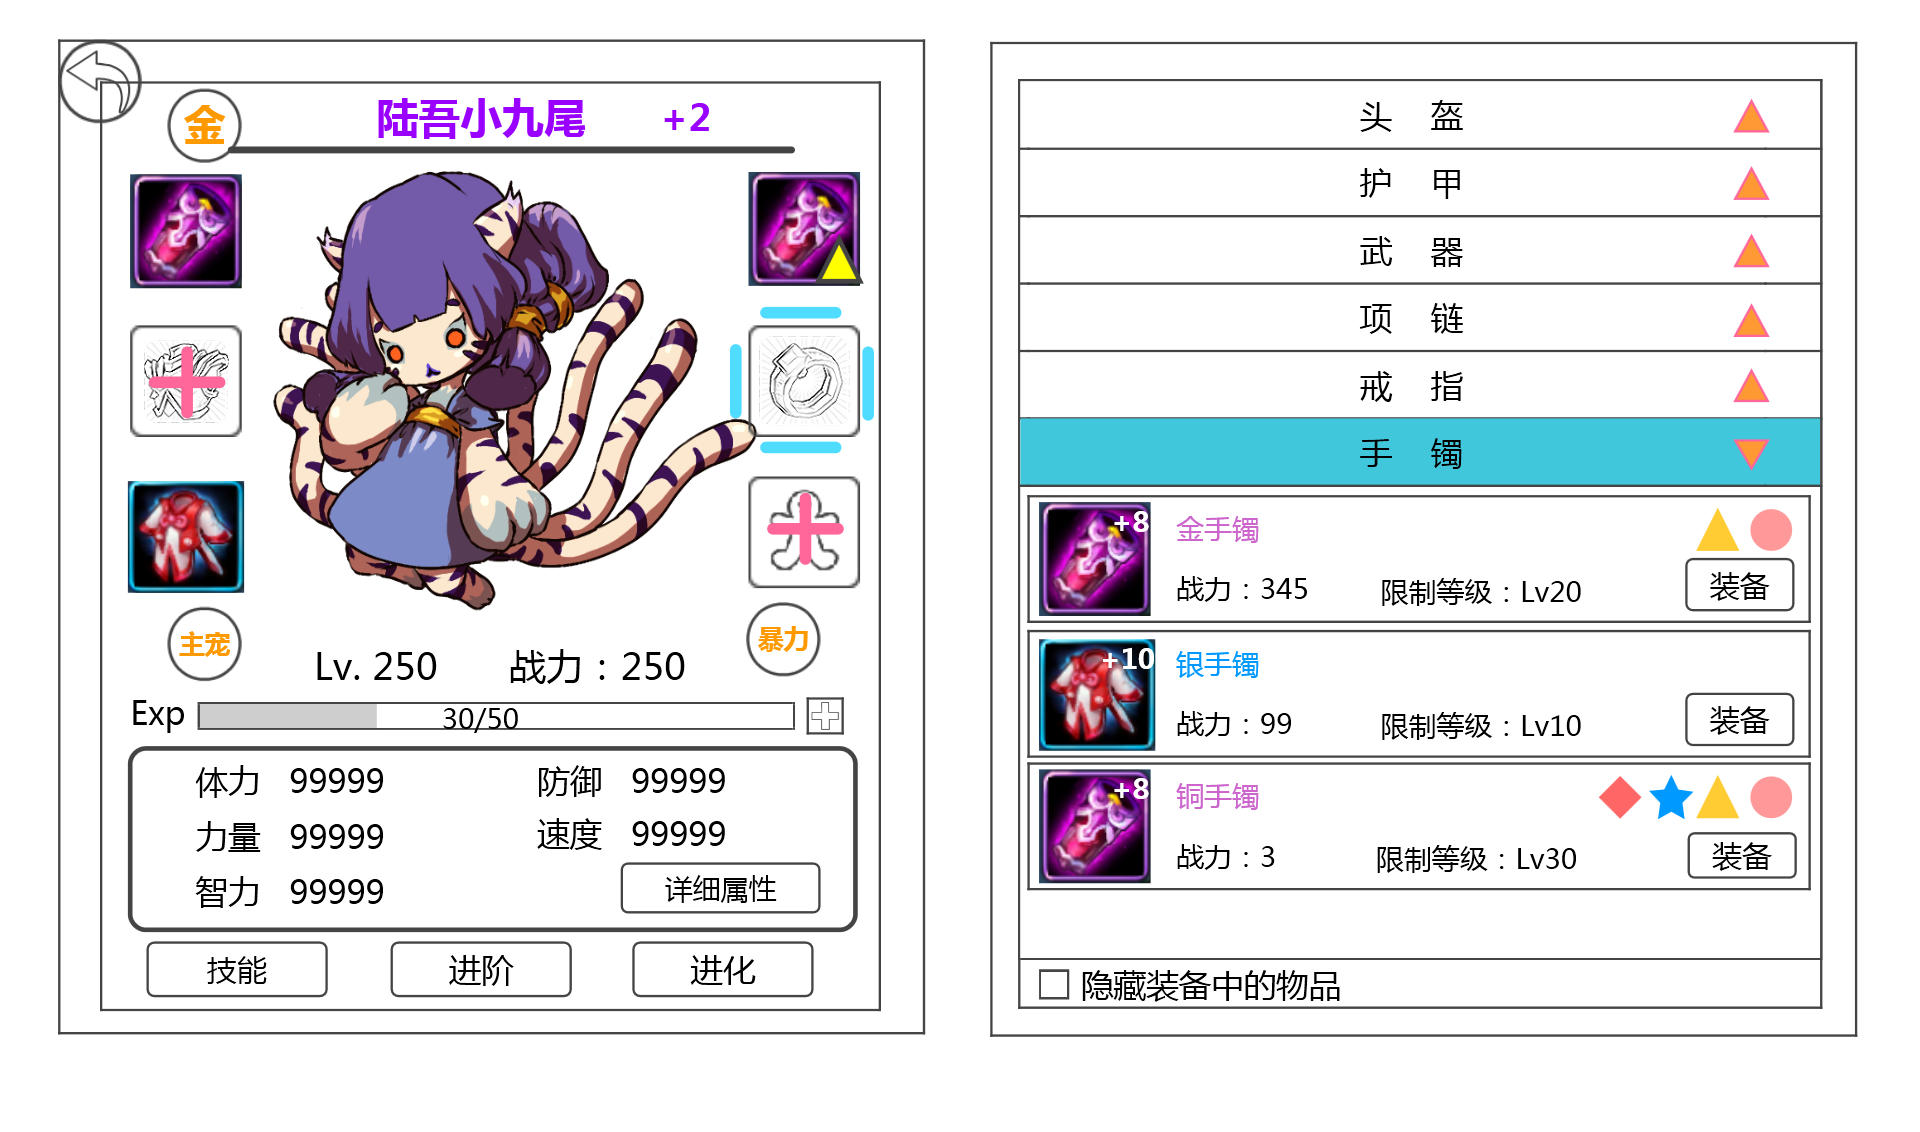 金
陆吾小九尾 +2
主宠
暴力
Lv. 250 战力：250
Exp 30/50
体力 99999 防御 99999
力量 99999 速度 99999
智力 99999 详细属性
技能 进阶 进化
头 盔
护 甲
武 器
项 链
戒 指
手 镯
+8 金手镯
战力：345 限制等级：Lv20 装备
+10 银手镯
战力：99 限制等级：Lv10 装备
+8 铜手镯
战力：3 限制等级：Lv30 装备
隐藏装备中的物品